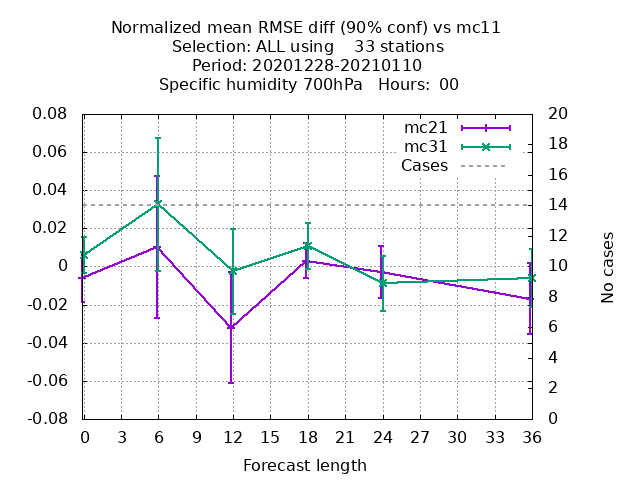 Normalized mean RMSE diff (90% conf) vs mc11
Selection: ALL using    33 stations
Period: 20201228-20210110
Specific humidity 700hPa   Hours:  00
0.08
0.06
0.04
0.02
0
-0.02
-0.04
-0.06
-0.08
mc21
mc31
Cases
20
18
16
14
12
10
8
6
4
2
0
No cases
0 3 6 9 12 15 18 21 24 27 30 33 36
Forecast length